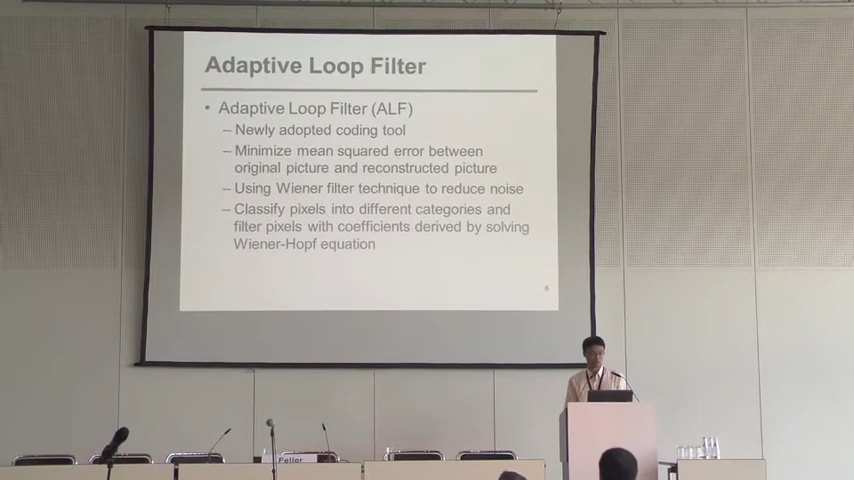 Adaptive Loop Filter
• Adaptive Loop Filter (ALF)
– Newly adopted coding tool
– Minimize mean squared error between
original picture and reconstructed picture
– Using Wiener filter technique to reduce noise
– Classify pixels into different categories and
filter pixels with coefficients derived by solving
Wiener-Hopf equation
6
Feller